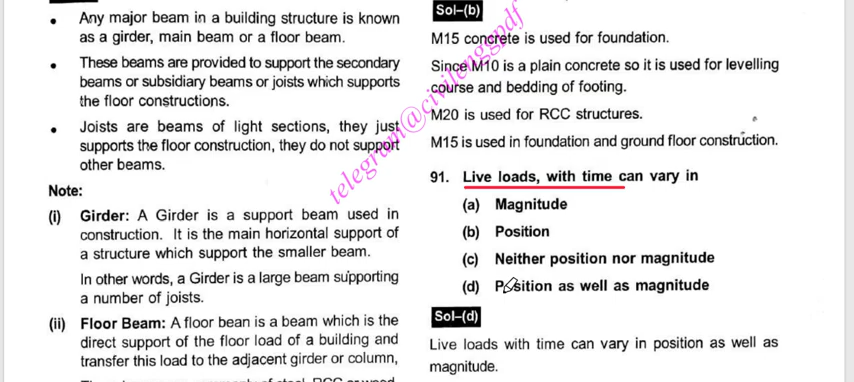 • Any major beam in a building structure is known
as a girder, main beam or a floor beam.
• These beams are provided to support the secondary
beams or subsidiary beams or joists which supports
the floor constructions.
• Joists are beams of light sections, they just
supports the floor construction, they do not support
other beams.
Note:
(i) Girder: A Girder is a support beam used in
construction. It is the main horizontal support of
a structure which support the smaller beam.
In other words, a Girder is a large beam supporting
a number of joists.
(ii) Floor Beam: A floor bean is a beam which is the
direct support of the floor load of a building and
transfer this load to the adjacent girder or column,
Sol–(b)
M15 concrete is used for foundation.
Since M10 is a plain concrete so it is used for levelling
course and bedding of footing.
M20 is used for RCC structures.
M15 is used in foundation and ground floor construction.
91. Live loads, with time can vary in
(a) Magnitude
(b) Position
(c) Neither position nor magnitude
(d) Position as well as magnitude
Sol–(d)
Live loads with time can vary in position as well as
magnitude.
telegram@civilenggpdf